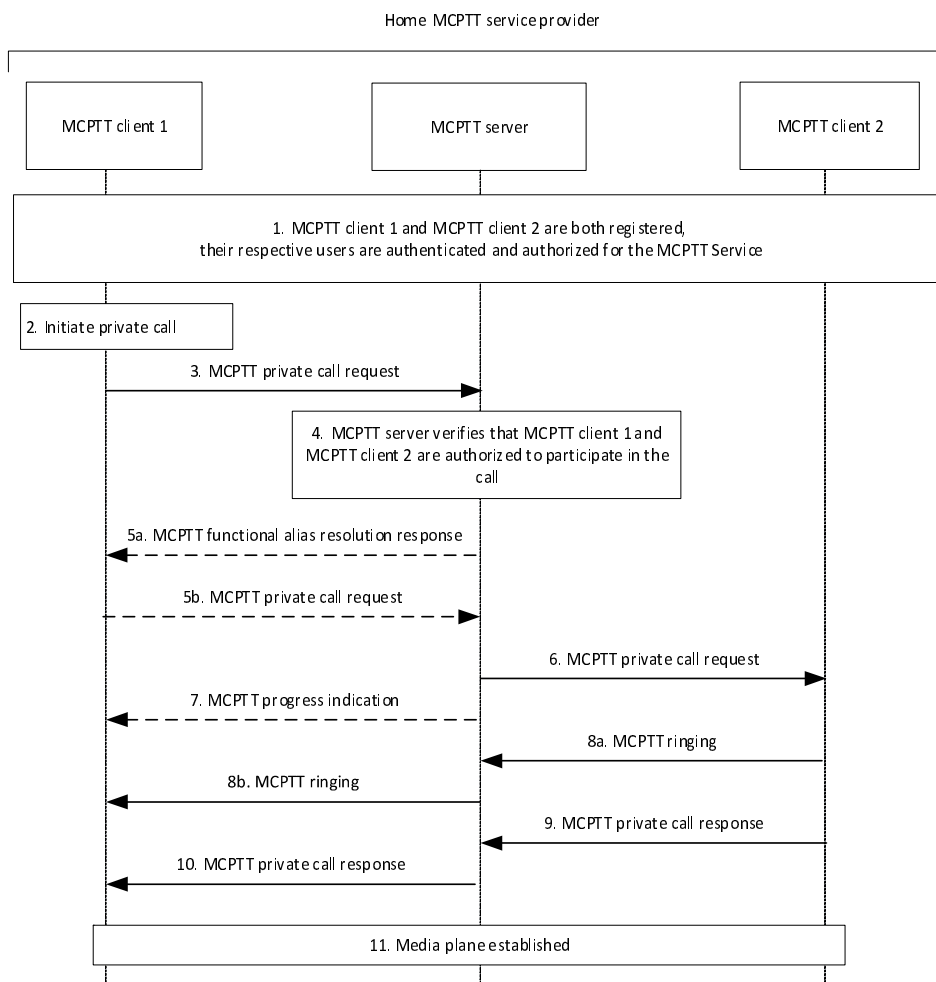 Home MCPTT service provider
MCPTT client 1
MCPTT server
MCPTT client 2
1. MCPTT client 1 and MCPTT client 2 are both registered,
their respective users are authenticated and authorized for the MCPTT Service
2. Initiate private call
3. MCPTT private call request
4. MCPTT server verifies that MCPTT client 1 and
MCPTT client 2 are authorized to participate in the
call
5a. MCPTT functional alias resolution response
5b. MCPTT private call request
6. MCPTT private call request
7. MCPTT progress indication
8a. MCPTT ringing
8b. MCPTT ringing
9. MCPTT private call response
10. MCPTT private call response
11. Media plane established